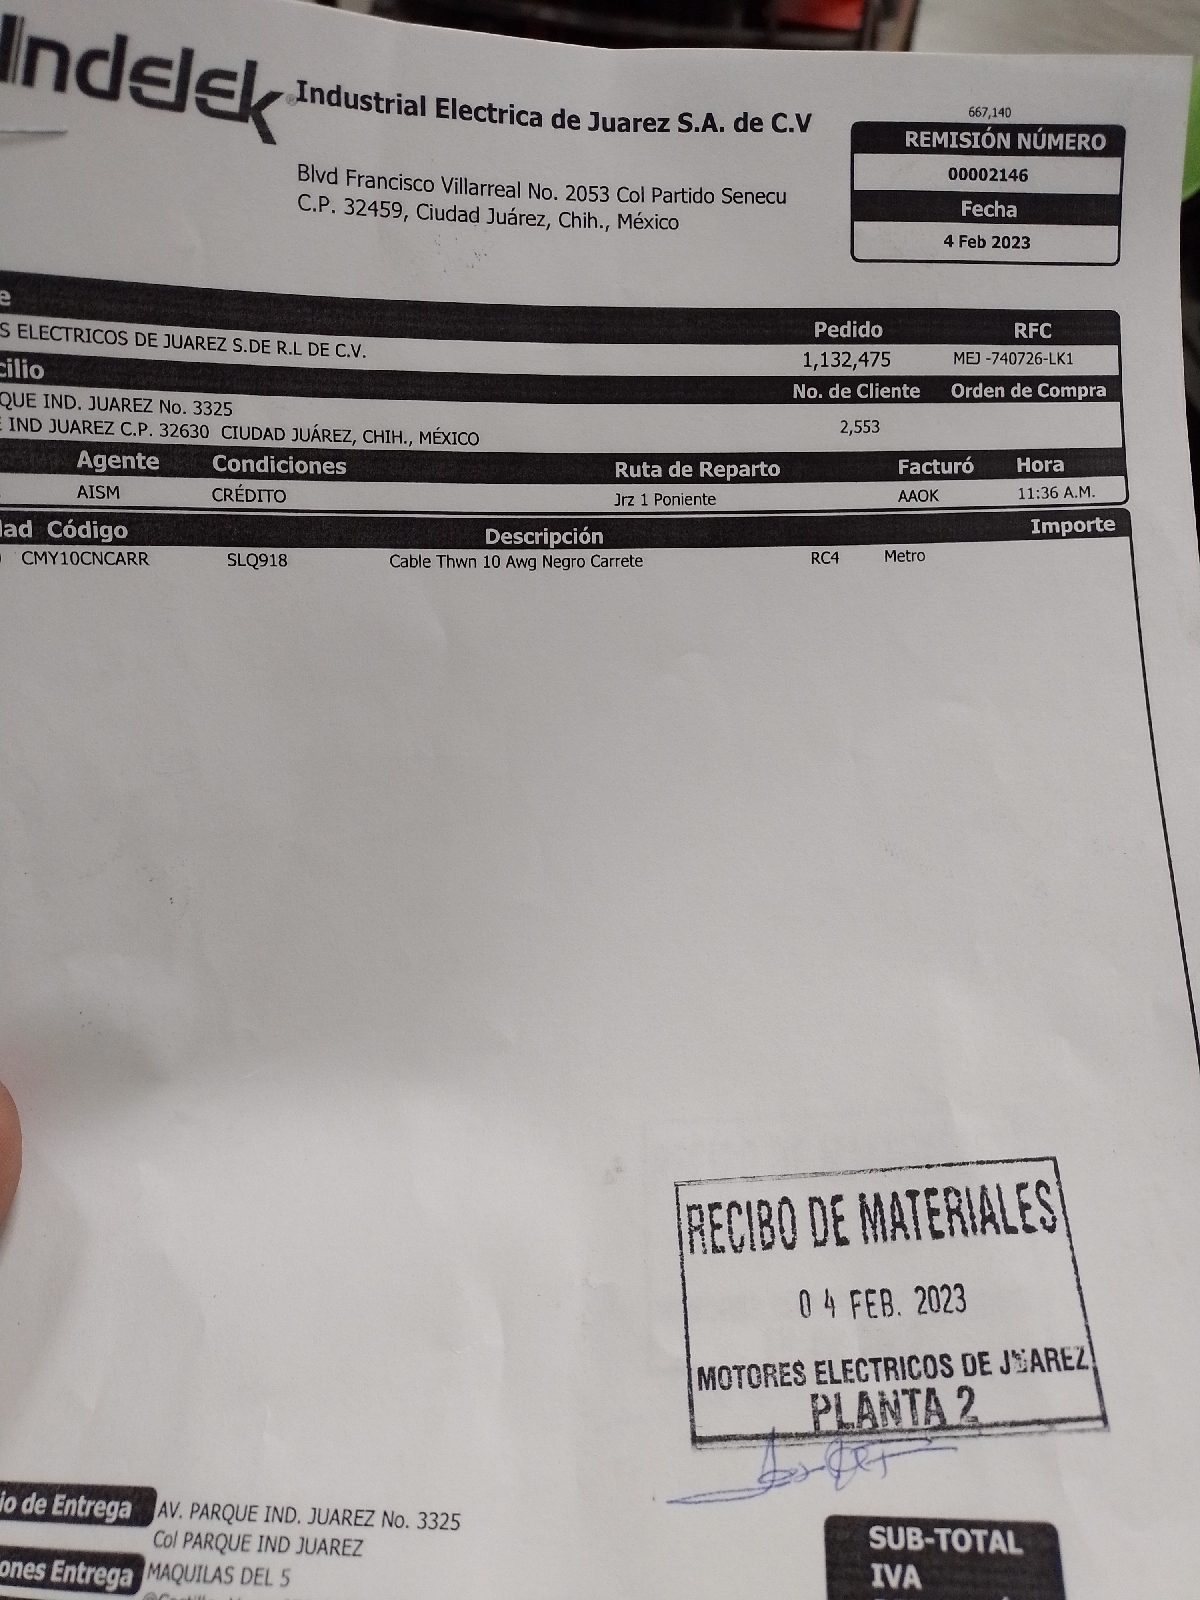 Indelek® Industrial Electrica de Juarez S.A. de C.V
Blvd Francisco Villarreal No. 2053 Col Partido Senecu
C.P. 32459, Ciudad Juárez, Chih., México
667,140
REMISIÓN NÚMERO
00002146
Fecha
4 Feb 2023
e Pedido RFC
S ELECTRICOS DE JUAREZ S.DE R.L DE C.V. 1,132,475 MEJ -740726-LK1
cilio No. de Cliente Orden de Compra
QUE IND. JUAREZ No. 3325 2,553
E IND JUAREZ C.P. 32630 CIUDAD JUÁREZ, CHIH., MÉXICO
Agente Condiciones Ruta de Reparto Facturó Hora
AISM CRÉDITO Jrz 1 Poniente AAOK 11:36 A.M.
dad Código Descripción Importe
CMY10CNCARR SLQ918 Cable Thwn 10 Awg Negro Carrete RC4 Metro
RECIBO DE MATERIALES
04 FEB. 2023
MOTORES ELECTRICOS DE JUAREZ
PLANTA 2
io de Entrega AV. PARQUE IND. JUAREZ No. 3325
Col PARQUE IND JUAREZ
ones Entrega MAQUILAS DEL 5
SUB-TOTAL
IVA